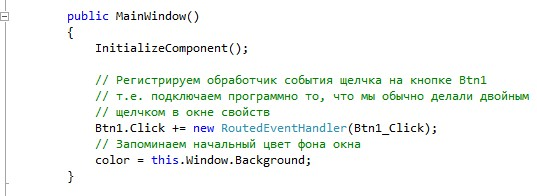 public MainWindow()
{
InitializeComponent();
// Регистрируем обработчик события щелчка на кнопке Btn1
// т.е. подключаем программно то, что мы обычно делали двойным
// щелчком в окне свойств
Btn1.Click += new RoutedEventHandler(Btn1_Click);
// Запоминаем начальный цвет фона окна
color = this.Window.Background;
}